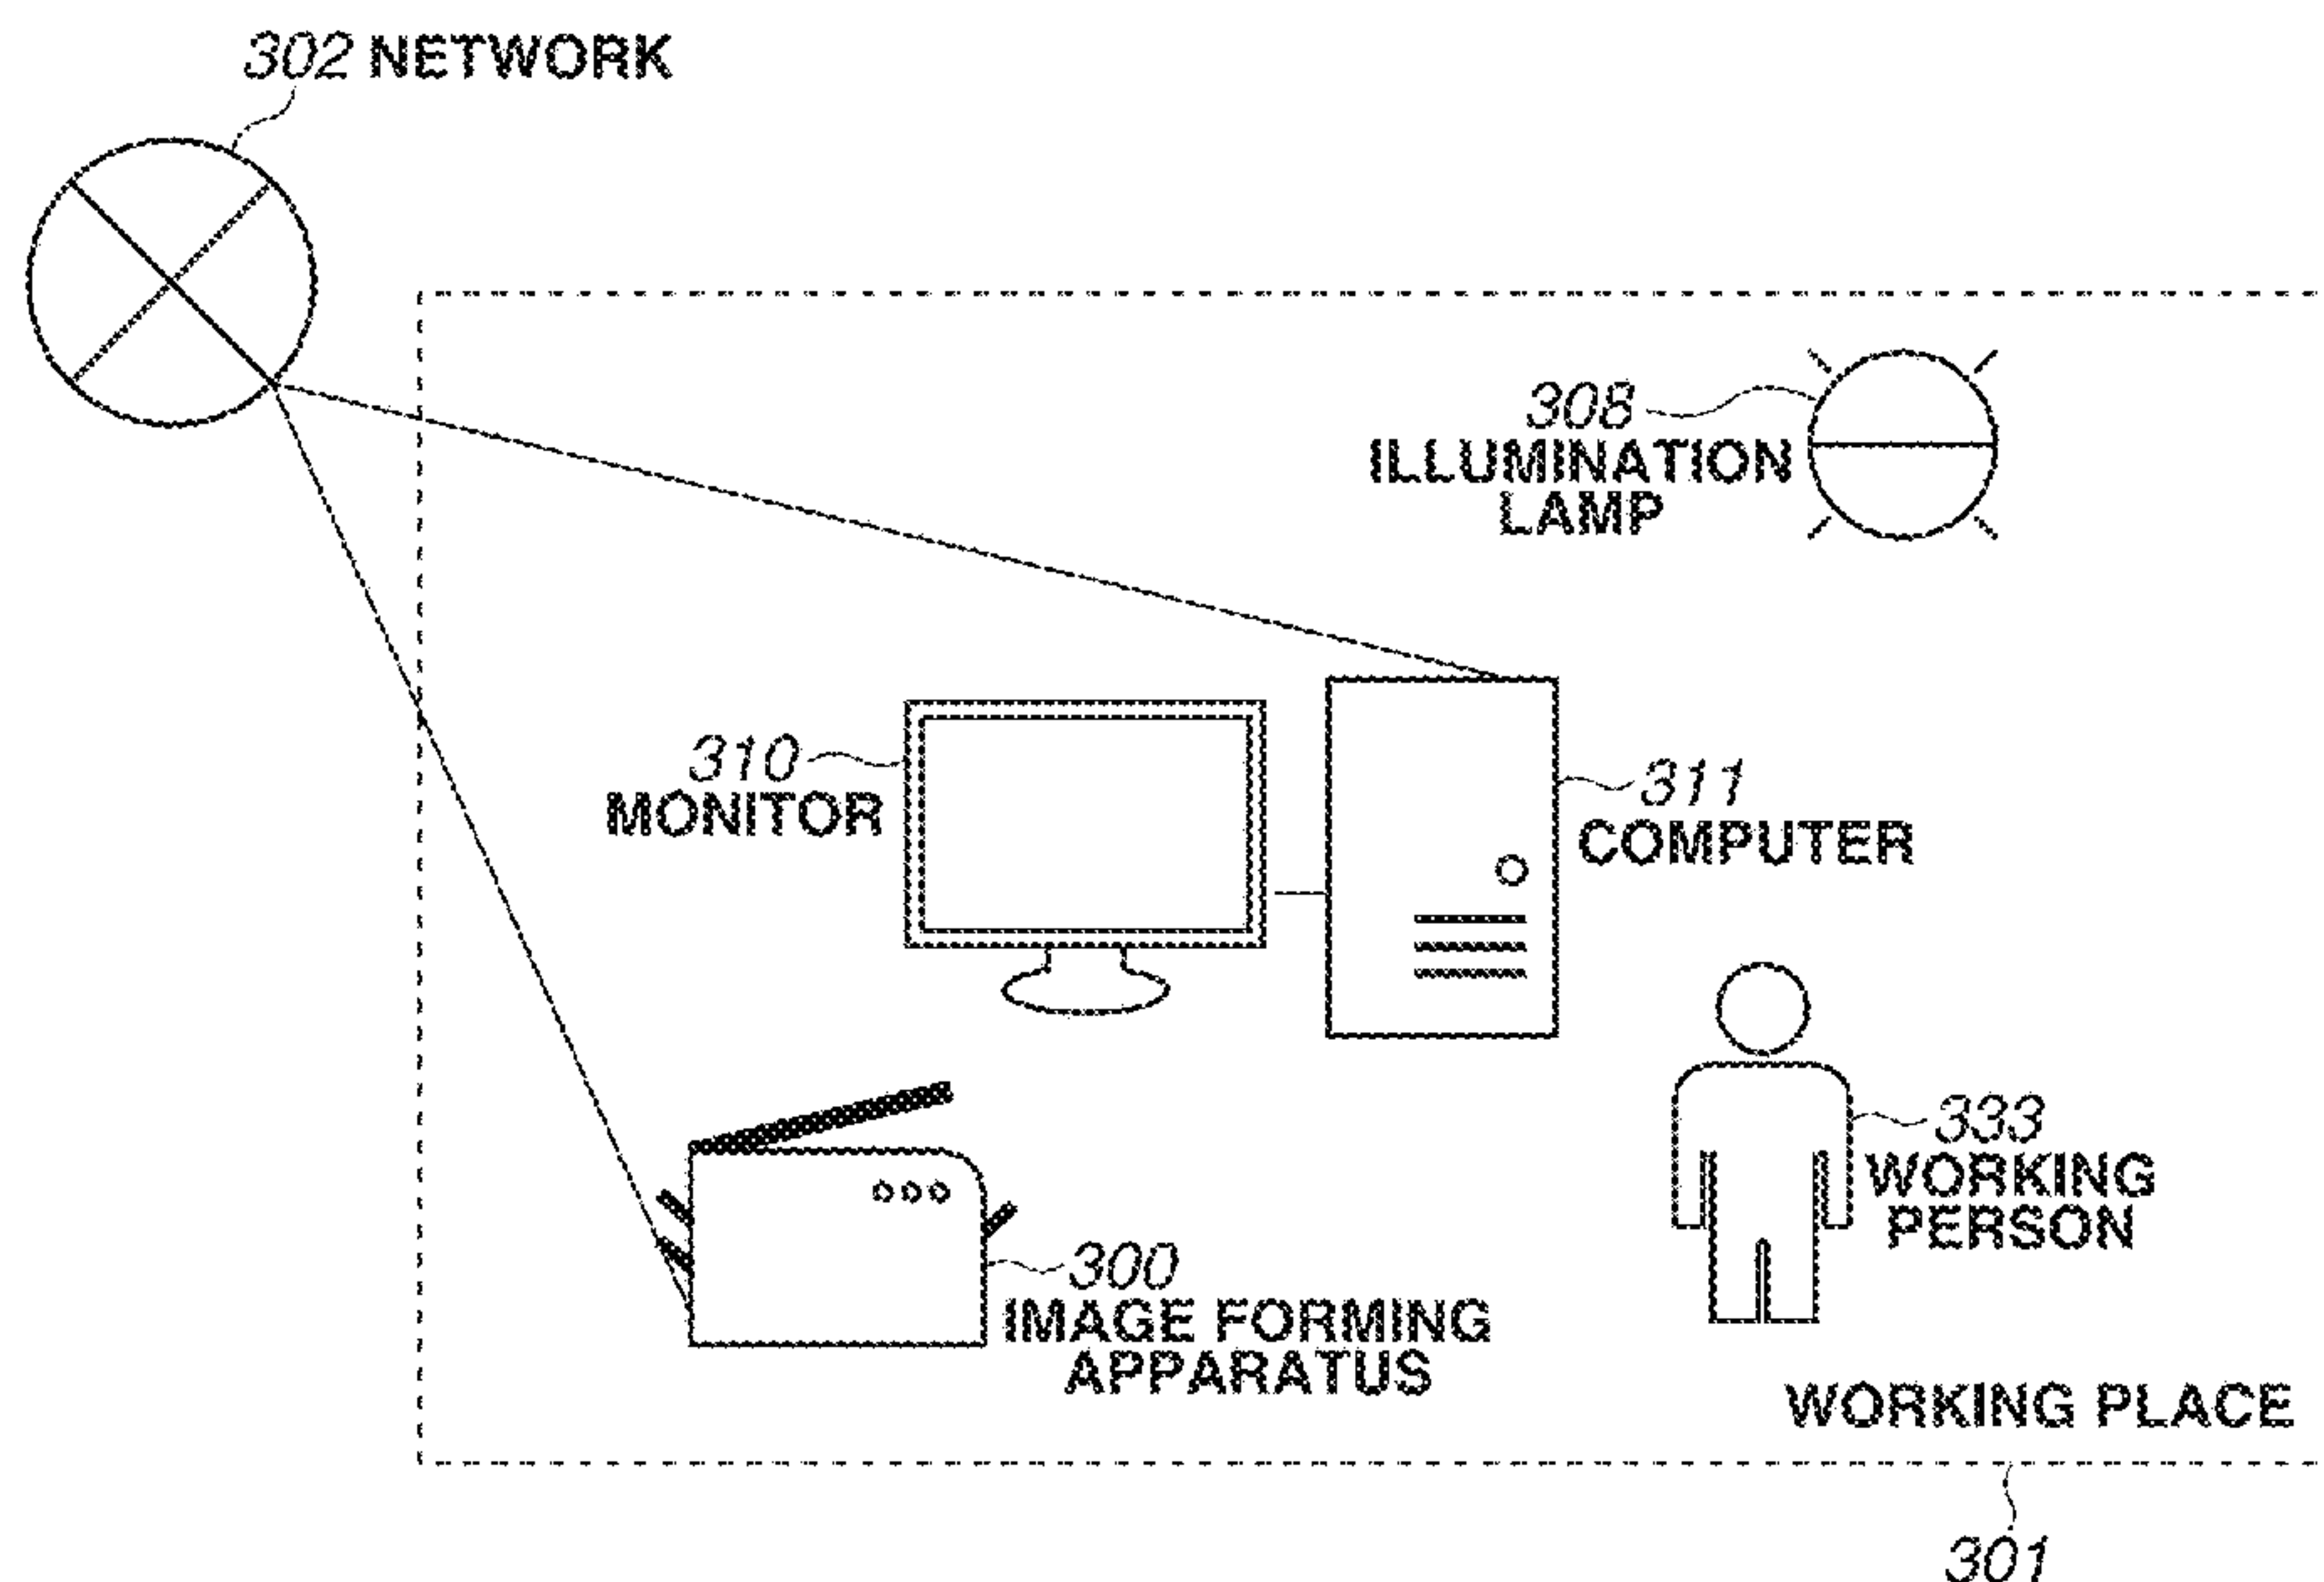 302 NETWORK
308
ILLUMINATION
LAMP
310
MONITOR
311
COMPUTER
333
WORKING
PERSON
300
IMAGE FORMING
APPARATUS
WORKING PLACE
301